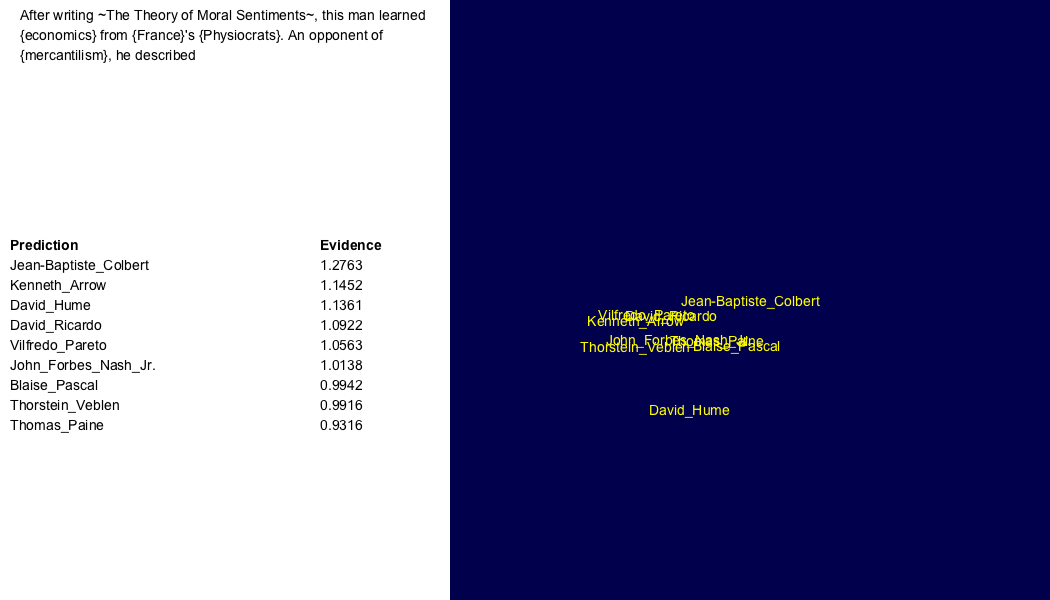 After writing ~The Theory of Moral Sentiments~, this man learned
{economics} from {France}'s {Physiocrats}. An opponent of
{mercantilism}, he described
Prediction Evidence
Jean-Baptiste_Colbert 1.2763
Kenneth_Arrow 1.1452
David_Hume 1.1361
David_Ricardo 1.0922
Vilfredo_Pareto 1.0563
John_Forbes_Nash_Jr. 1.0138
Blaise_Pascal 0.9942
Thorstein_Veblen 0.9916
Thomas_Paine 0.9316
Jean-Baptiste_Colbert
Vilfredo_Pareto
David_Ricardo
Kenneth_Arrow
John_Forbes_Nash_Jr.
Thomas_Paine
Thorstein_Veblen
Blaise_Pascal
David_Hume